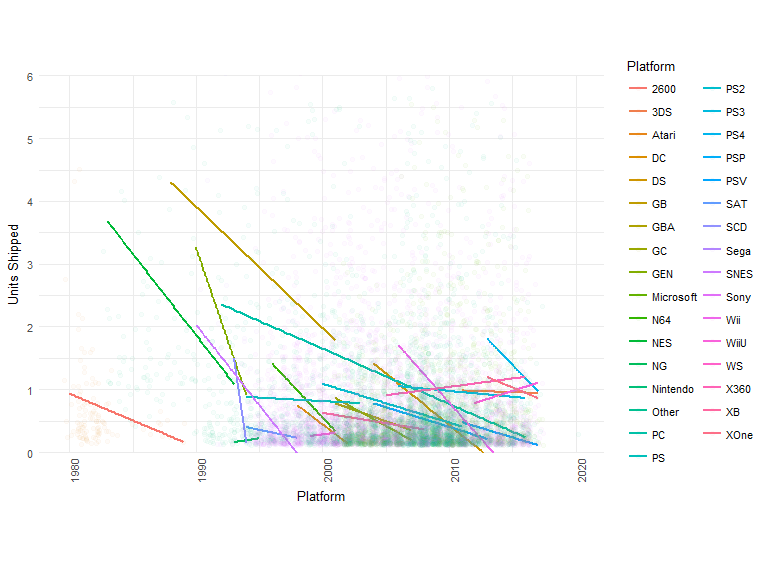 Platform
2600
3DS
Atari
DC
DS
GB
GBA
GC
GEN
Microsoft
N64
NES
NG
Nintendo
Other
PC
PS
PS2
PS3
PS4
PSP
PSV
SAT
SCD
Sega
SNES
Sony
Wii
WiiU
WS
X360
XB
XOne
Units Shipped
6
5
4
3
2
1
0
1980
1990
2000
2010
2020
Platform